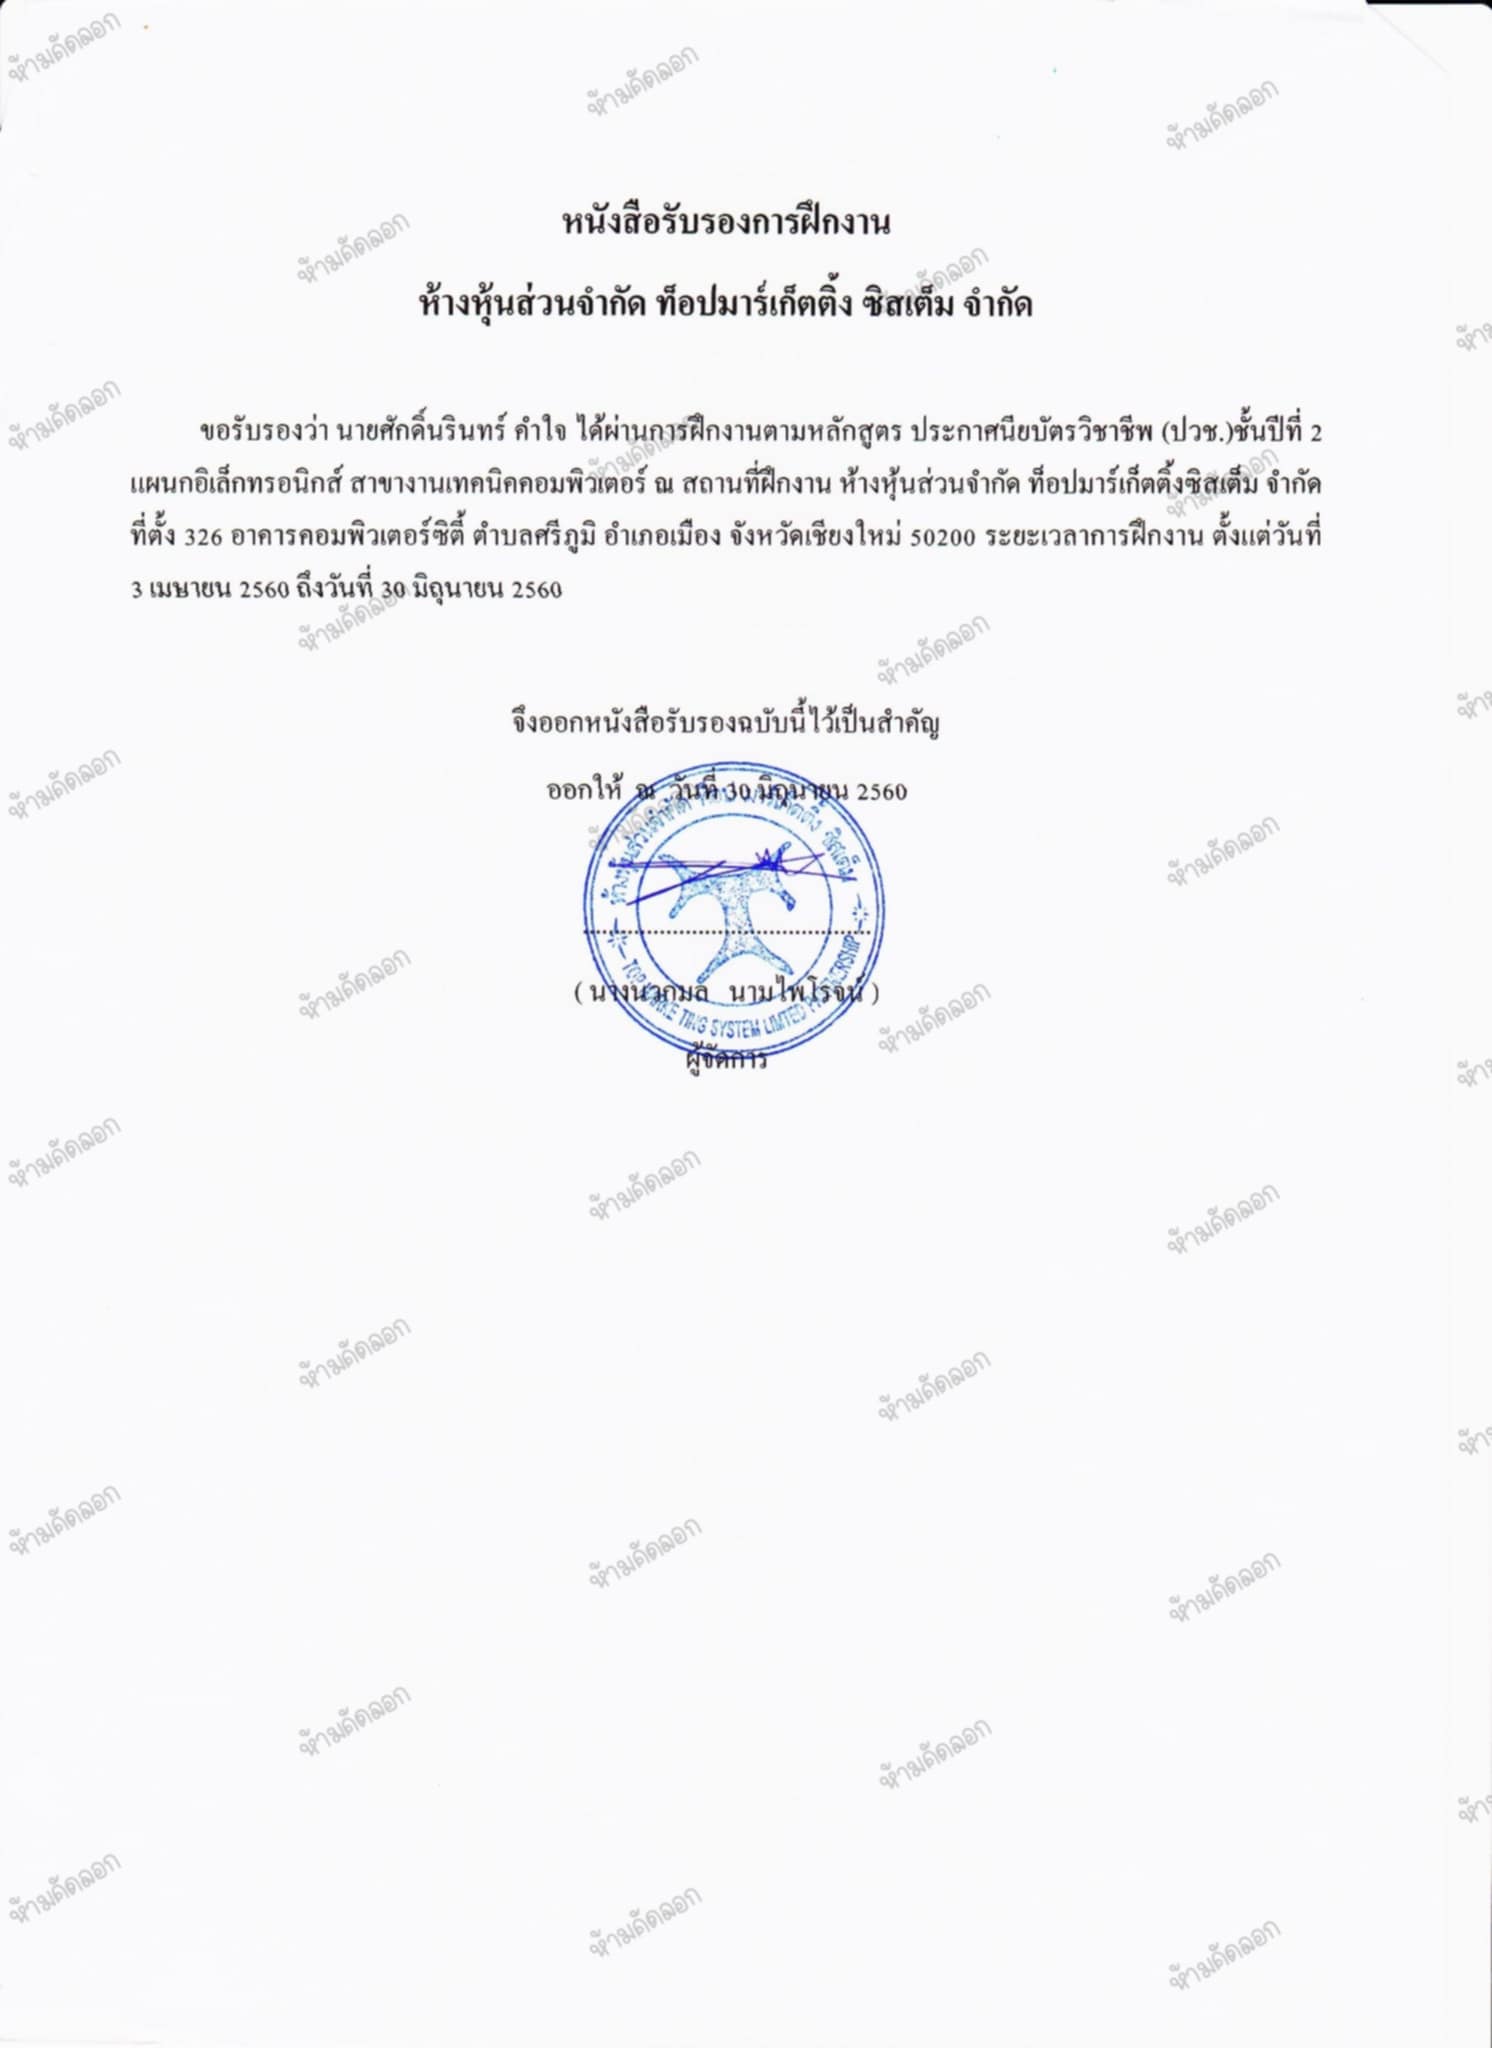 หนังสือรับรองการฝึกงาน
ห้างหุ้นส่วนจำกัด ท็อปมาร์เก็ตติ้ง ซิสเต็ม จำกัด
ขอรับรองว่า นายศักดิ์นรินทร์ คำใจ ได้ผ่านการฝึกงานตามหลักสูตร ประกาศนียบัตรวิชาชีพ (ปวช.)ชั้นปีที่ 2
แผนกอิเล็กทรอนิกส์ สาขางานเทคนิคคอมพิวเตอร์ ณ สถานที่ฝึกงาน ห้างหุ้นส่วนจำกัด ท็อปมาร์เก็ตติ้งซิสเต็ม จำกัด
ที่ตั้ง 326 อาคารคอมพิวเตอร์ซิตี้ ตำบลศรีภูมิ อำเภอเมือง จังหวัดเชียงใหม่ 50200 ระยะเวลาการฝึกงาน ตั้งแต่วันที่
3 เมษายน 2560 ถึงวันที่ 30 มิถุนายน 2560
จึงออกหนังสือรับรองฉบับนี้ไว้เป็นสำคัญ
ออกให้ ณ วันที่ 30 มิถุนายน 2560
ห้างหุ้นส่วนจำกัด ท็อป มาร์เก็ตติ้ง ซิสเต็ม
TOP MARKE TING SYSTEM LIMTED PARTNERSHIP
( นางนวกมล นามไพโรจน์ )
ผู้จัดการ
ห้ามคัดลอก